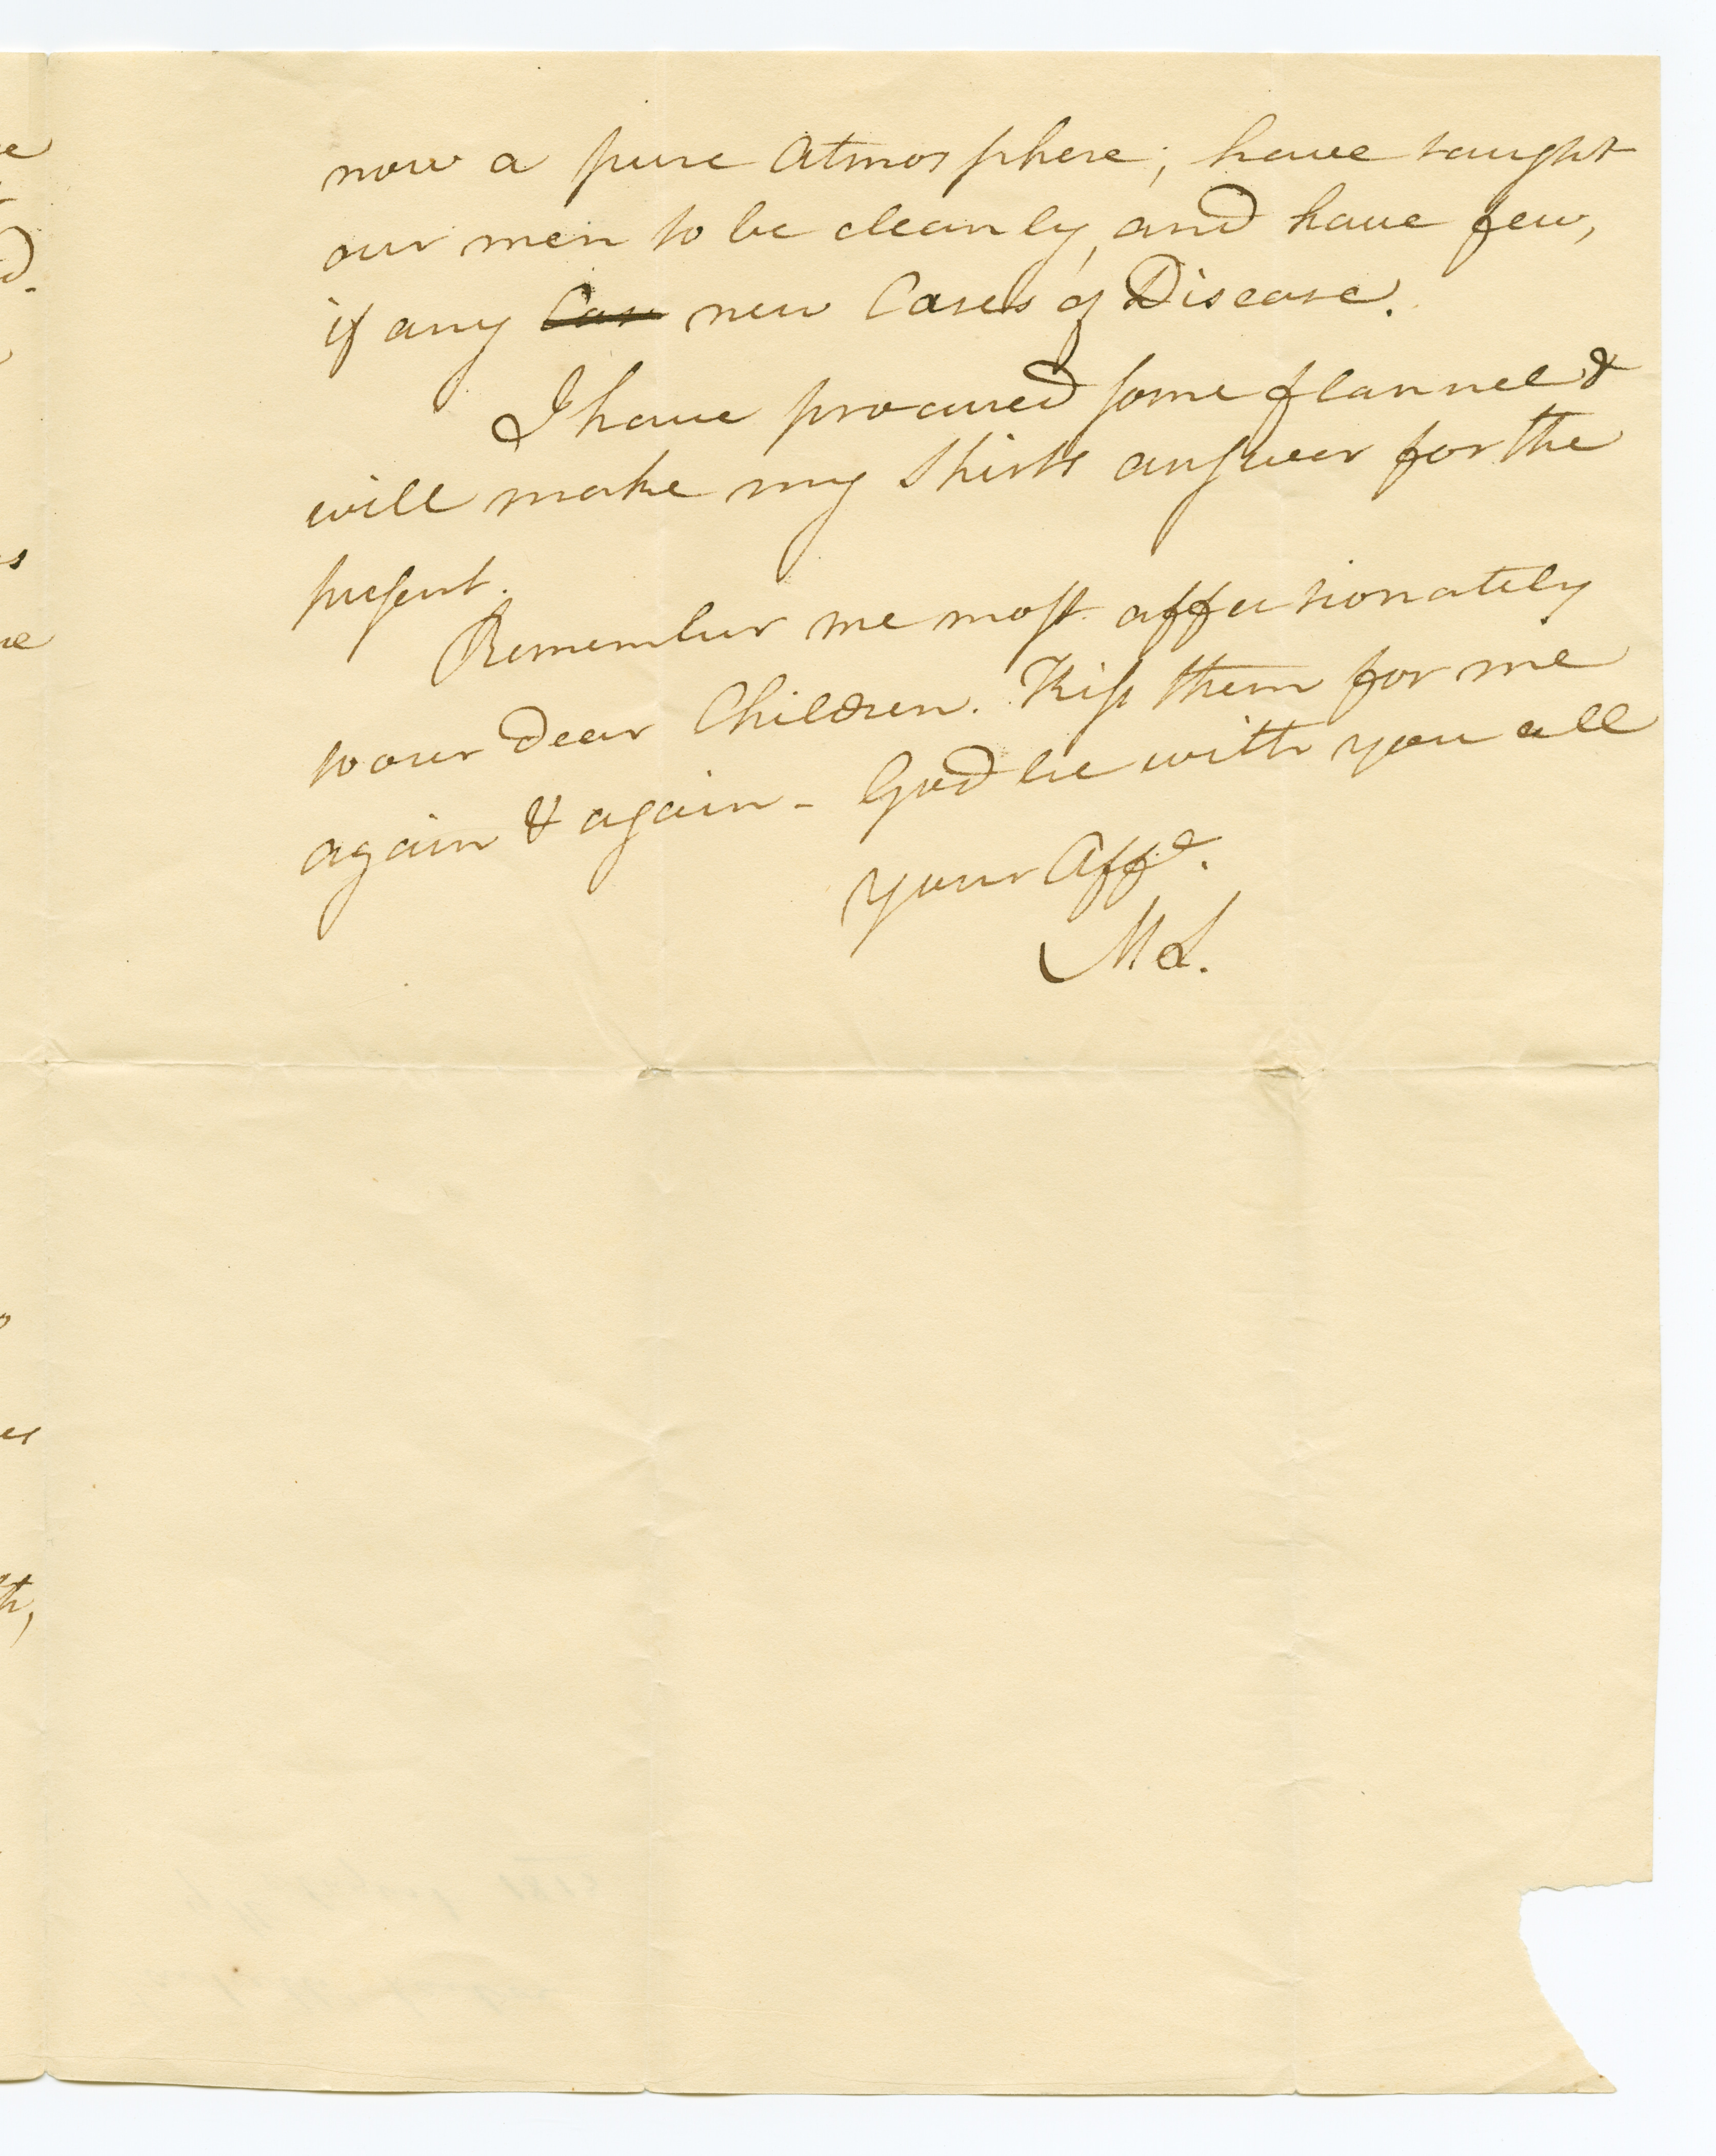 now a pure Atmosphere; have taught
our men to be cleanly, and have few,
if any Cas new Cases of Disease.
I have procured some flannel &
will make my Shirts answer for the
present.
Remember me most affectionately
to our Dear Children. Kiss them for me
again & again - God be with you all
your Affe.
ML.